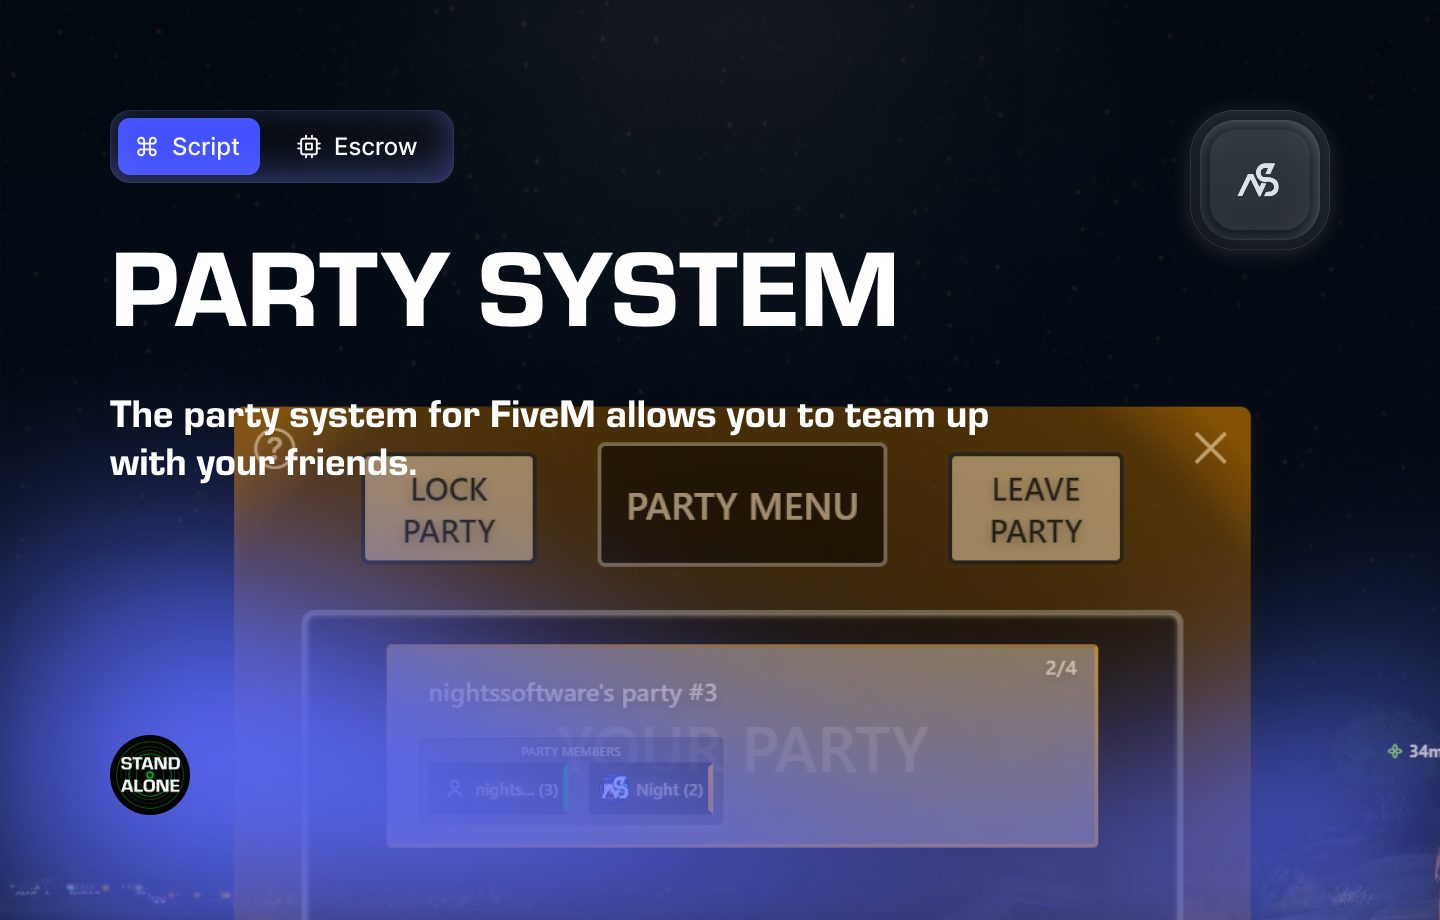 Script
Escrow
NS
PARTY SYSTEM
The party system for FiveM allows you to team up
with your friends.
?
LOCK
PARTY
PARTY MENU
LEAVE
PARTY
2/4
nightssoftware's party #3
YOUR PARTY
PARTY MEMBERS
nights... (3)
NS
Night (2)
34m
STAND
ALONE